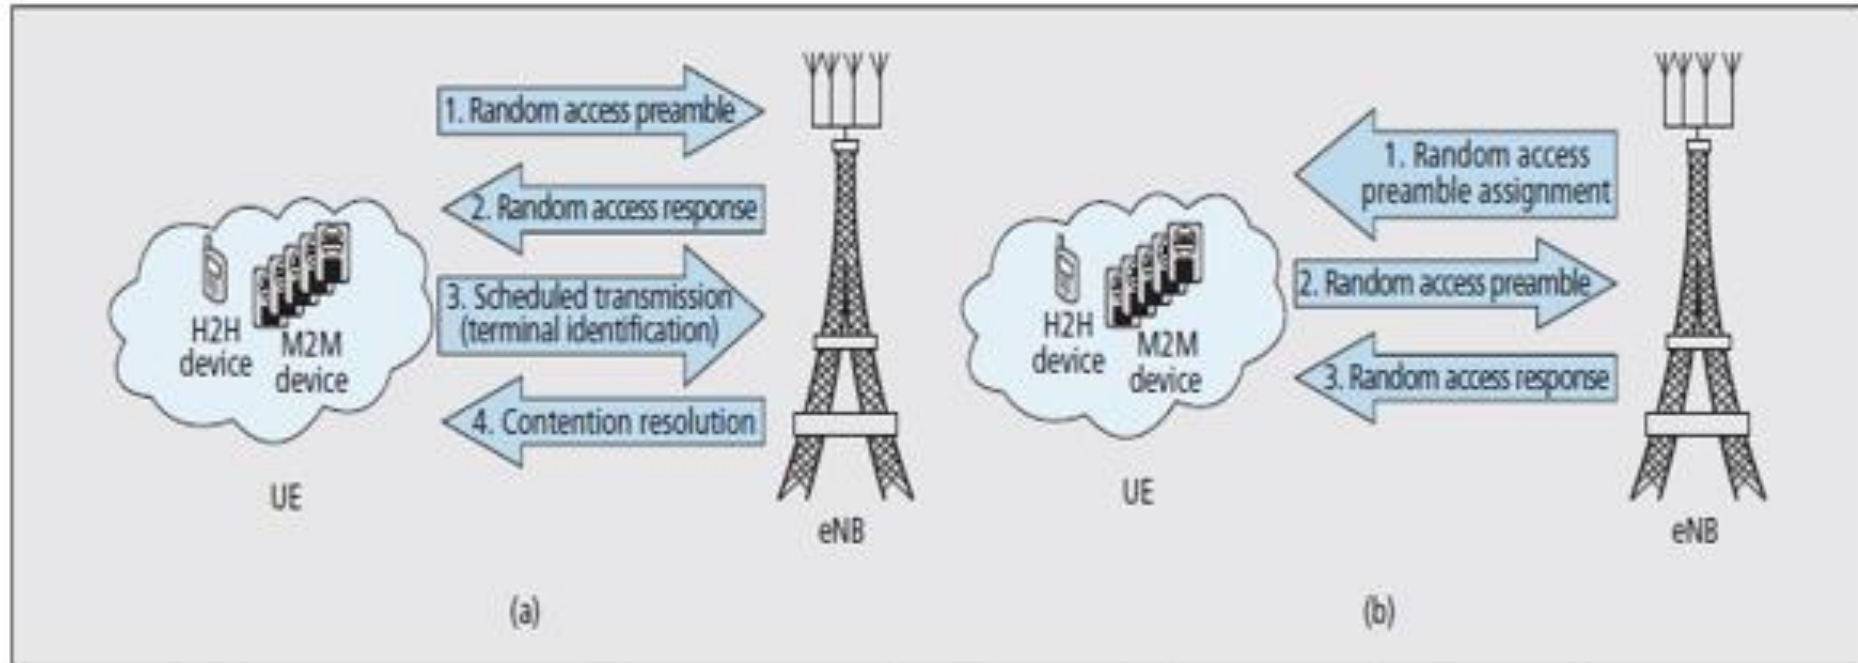 1. Random access preamble
2. Random access response
3. Scheduled transmission
(terminal identification)
4. Contention resolution
H2H
device
M2M
device
UE
eNB
(a)
1. Random access
preamble assignment
2. Random access preamble
3. Random access response
H2H
device
M2M
device
UE
eNB
(b)